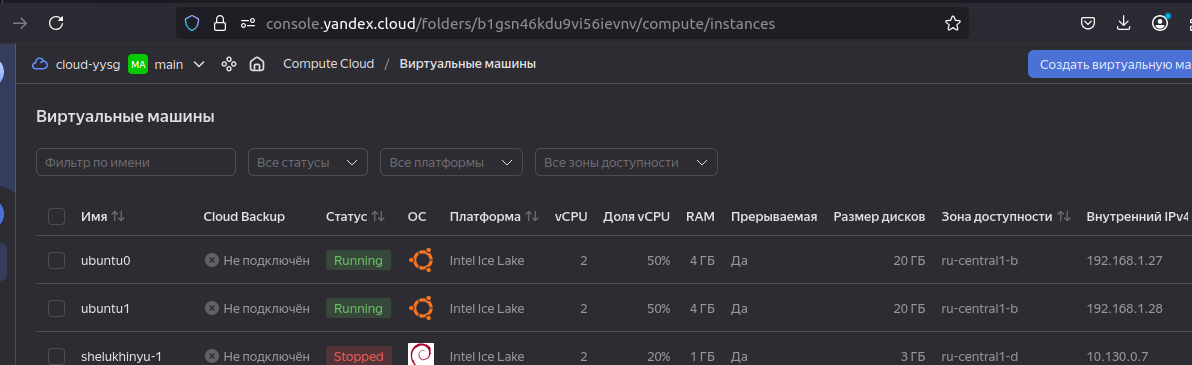 console.yandex.cloud/folders/b1gsn46kdu9vi56ievnv/compute/instances
cloud-yysg MA main Compute Cloud / Виртуальные машины Создать виртуальную ма
Виртуальные машины
Фильтр по имени Все статусы Все платформы Все зоны доступности
Имя Cloud Backup Статус ОС Платформа vCPU Доля vCPU RAM Прерываемая Размер дисков Зона доступности Внутренний IPv4
ubuntu0 Не подключён Running Intel Ice Lake 2 50% 4 ГБ Да 20 ГБ ru-central1-b 192.168.1.27
ubuntu1 Не подключён Running Intel Ice Lake 2 50% 4 ГБ Да 20 ГБ ru-central1-b 192.168.1.28
shelukhinyu-1 Не подключён Stopped Intel Ice Lake 2 20% 1 ГБ Да 3 ГБ ru-central1-d 10.130.0.7